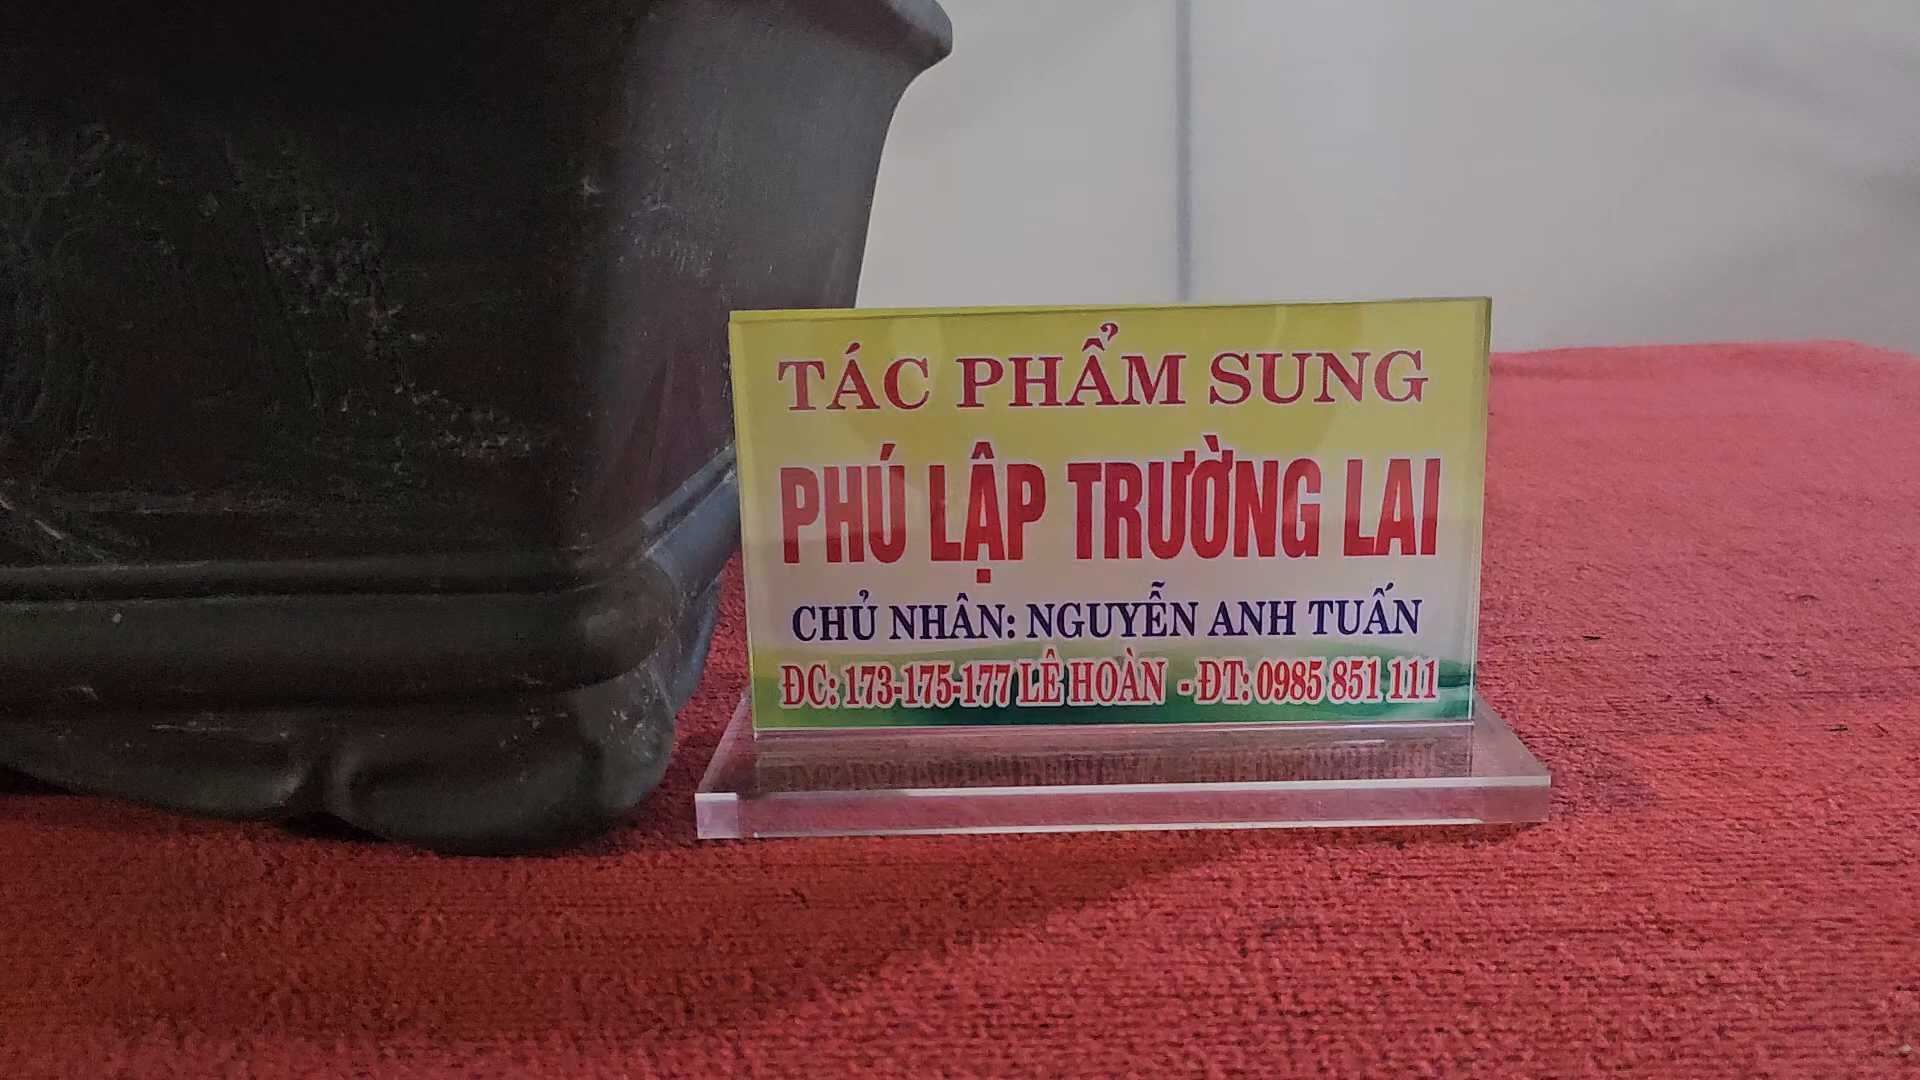 TÁC PHẨM SUNG
PHÚ LẬP TRƯỜNG LAI
CHỦ NHÂN: NGUYỄN ANH TUẤN
ĐC: 173-175-177 LÊ HOÀN - ĐT: 0985 851 111